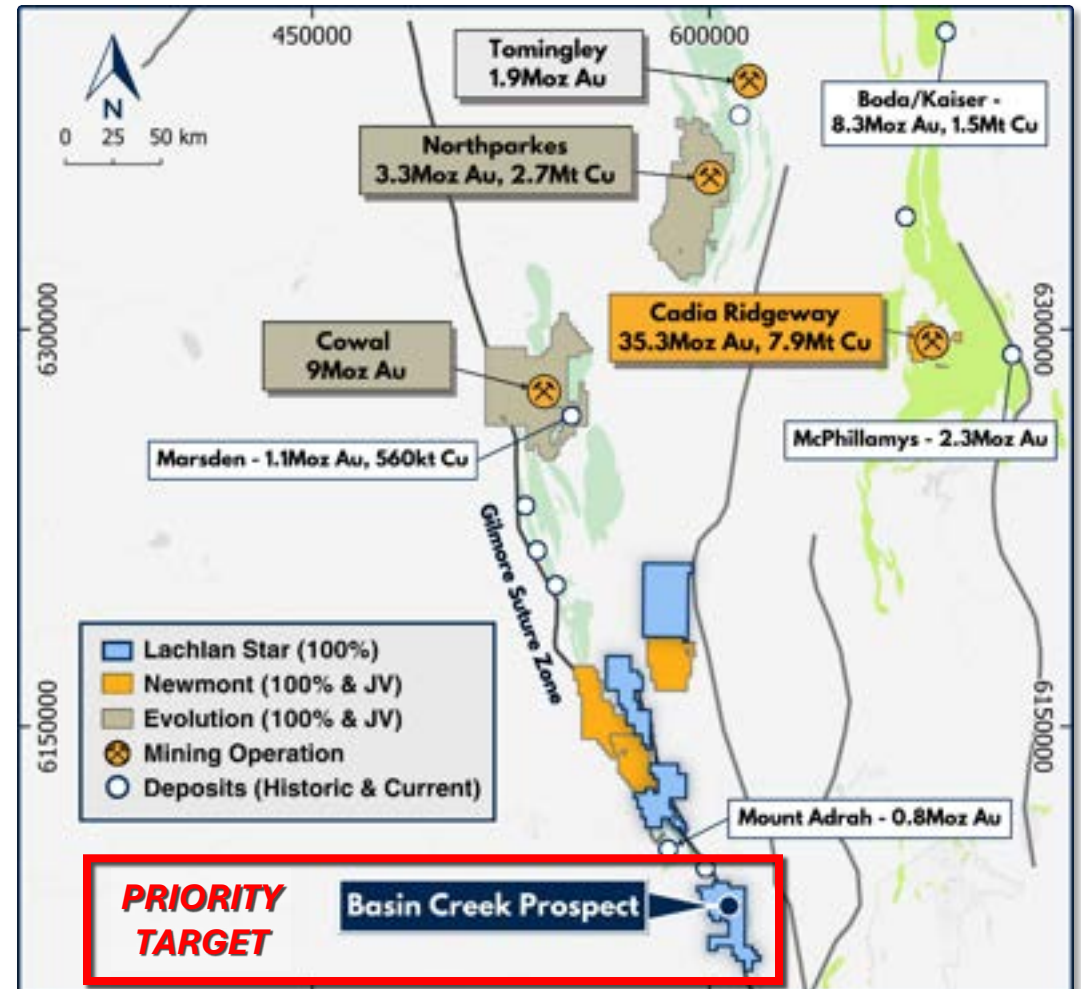 450000
600000
N
0 25 50 km
Tomingley
1.9Moz Au
Boda/Kaiser -
8.3Moz Au, 1.5Mt Cu
Northparkes
3.3Moz Au, 2.7Mt Cu
6300000
6300000
Cadia Ridgeway
35.3Moz Au, 7.9Mt Cu
Cowal
9Moz Au
McPhillamys - 2.3Moz Au
Marsden - 1.1Moz Au, 560kt Cu
Gilmore Suture Zone
Lachlan Star (100%)
Newmont (100% & JV)
Evolution (100% & JV)
Mining Operation
Deposits (Historic & Current)
6150000
6150000
Mount Adrah - 0.8Moz Au
PRIORITY
TARGET
Basin Creek Prospect